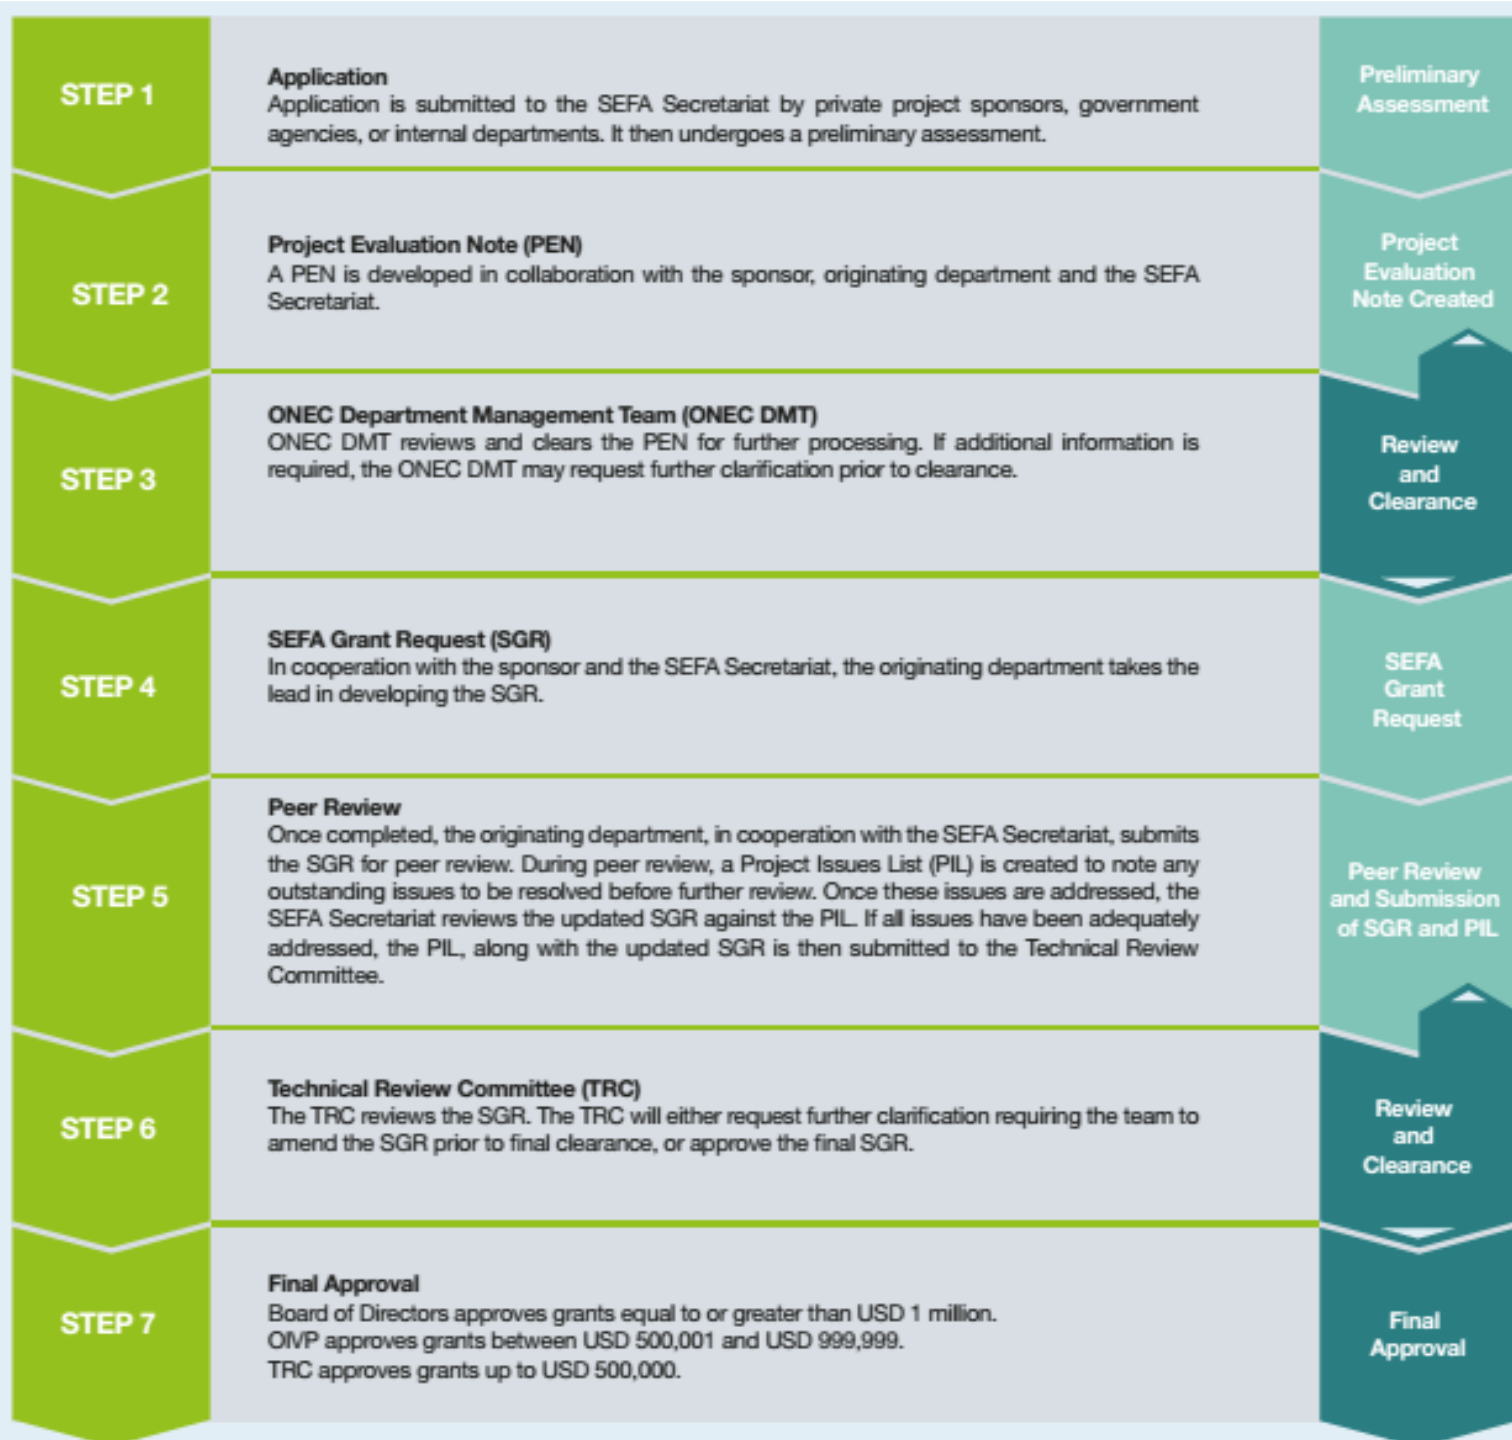 STEP 1
Application
Application is submitted to the SEFA Secretariat by private project sponsors, government
agencies, or internal departments. It then undergoes a preliminary assessment.
Preliminary
Assessment
STEP 2
Project Evaluation Note (PEN)
A PEN is developed in collaboration with the sponsor, originating department and the SEFA
Secretariat.
Project
Evaluation
Note Created
STEP 3
ONEC Department Management Team (ONEC DMT)
ONEC DMT reviews and clears the PEN for further processing. If additional information is
required, the ONEC DMT may request further clarification prior to clearance.
Review
and
Clearance
STEP 4
SEFA Grant Request (SGR)
In cooperation with the sponsor and the SEFA Secretariat, the originating department takes the
lead in developing the SGR.
SEFA
Grant
Request
STEP 5
Peer Review
Once completed, the originating department, in cooperation with the SEFA Secretariat, submits
the SGR for peer review. During peer review, a Project Issues List (PIL) is created to note any
outstanding issues to be resolved before further review. Once these issues are addressed, the
SEFA Secretariat reviews the updated SGR against the PIL. If all issues have been adequately
addressed, the PIL, along with the updated SGR is then submitted to the Technical Review
Committee.
Peer Review
and Submission
of SGR and PIL
STEP 6
Technical Review Committee (TRC)
The TRC reviews the SGR. The TRC will either request further clarification requiring the team to
amend the SGR prior to final clearance, or approve the final SGR.
Review
and
Clearance
STEP 7
Final Approval
Board of Directors approves grants equal to or greater than USD 1 million.
OIVP approves grants between USD 500,001 and USD 999,999.
TRC approves grants up to USD 500,000.
Final
Approval